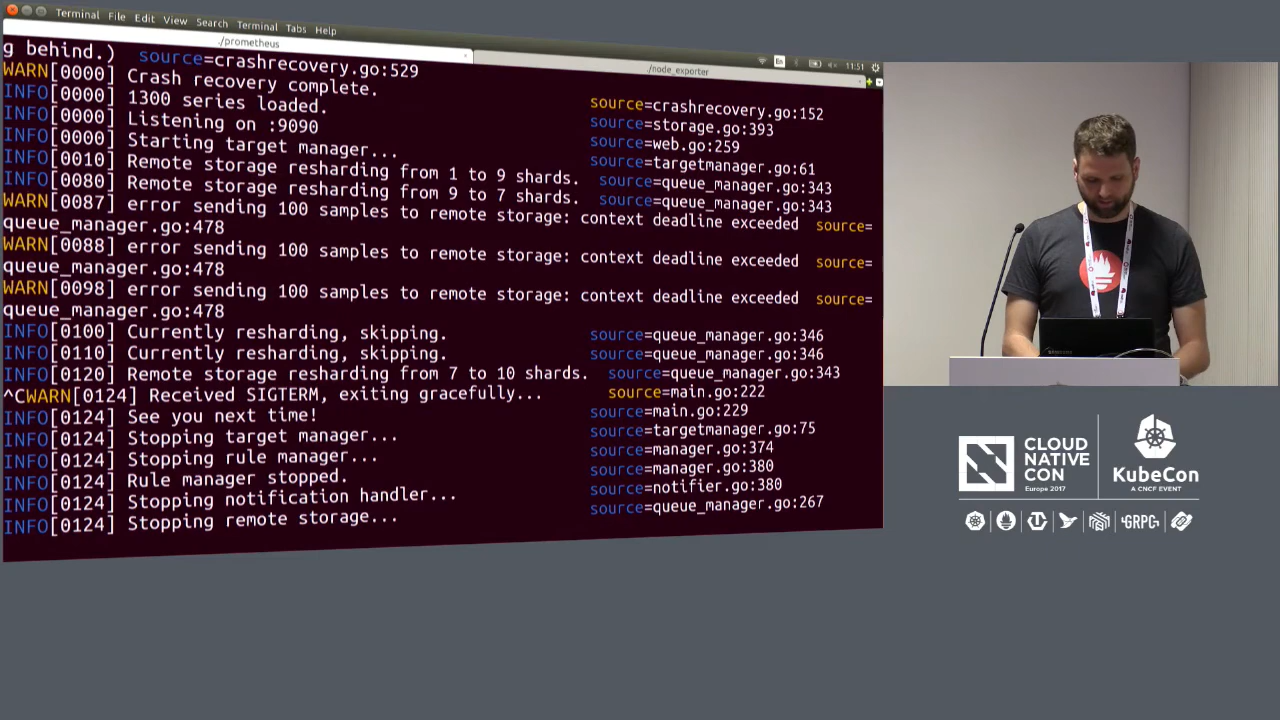 Terminal File Edit View Search Terminal Tabs Help
En 11:51
./prometheus
./node_exporter
g behind.) source=crashrecovery.go:529
WARN[0000] Crash recovery complete. source=crashrecovery.go:152
INFO[0000] 1300 series loaded. source=storage.go:393
INFO[0000] Listening on :9090 source=web.go:259
INFO[0000] Starting target manager... source=targetmanager.go:61
INFO[0010] Remote storage resharding from 1 to 9 shards. source=queue_manager.go:343
INFO[0080] Remote storage resharding from 9 to 7 shards. source=queue_manager.go:343
WARN[0087] error sending 100 samples to remote storage: context deadline exceeded source=
queue_manager.go:478
WARN[0088] error sending 100 samples to remote storage: context deadline exceeded source=
queue_manager.go:478
WARN[0098] error sending 100 samples to remote storage: context deadline exceeded source=
queue_manager.go:478
INFO[0100] Currently resharding, skipping. source=queue_manager.go:346
INFO[0110] Currently resharding, skipping. source=queue_manager.go:346
INFO[0120] Remote storage resharding from 7 to 10 shards. source=queue_manager.go:343
^CWARN[0124] Received SIGTERM, exiting gracefully... source=main.go:222
INFO[0124] See you next time! source=main.go:229
INFO[0124] Stopping target manager... source=targetmanager.go:75
INFO[0124] Stopping rule manager... source=manager.go:374
INFO[0124] Rule manager stopped. source=manager.go:380
INFO[0124] Stopping notification handler... source=notifier.go:380
INFO[0124] Stopping remote storage... source=queue_manager.go:267
CLOUD
NATIVE
CON
Europe 2017
KubeCon
A CNCF EVENT
GRPC